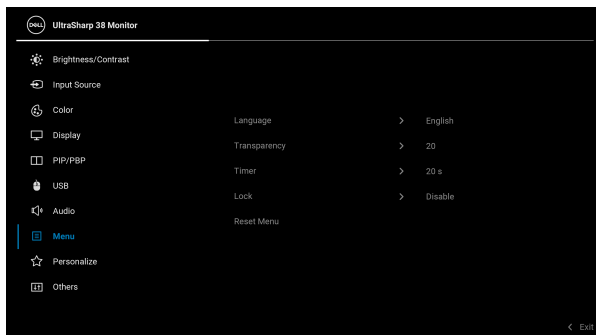 DELL UltraSharp 38 Monitor
Brightness/Contrast
Input Source
Color
Display
PIP/PBP
USB
Audio
Menu
Personalize
Others
Language > English
Transparency > 20
Timer > 20 s
Lock > Disable
Reset Menu
< Exit